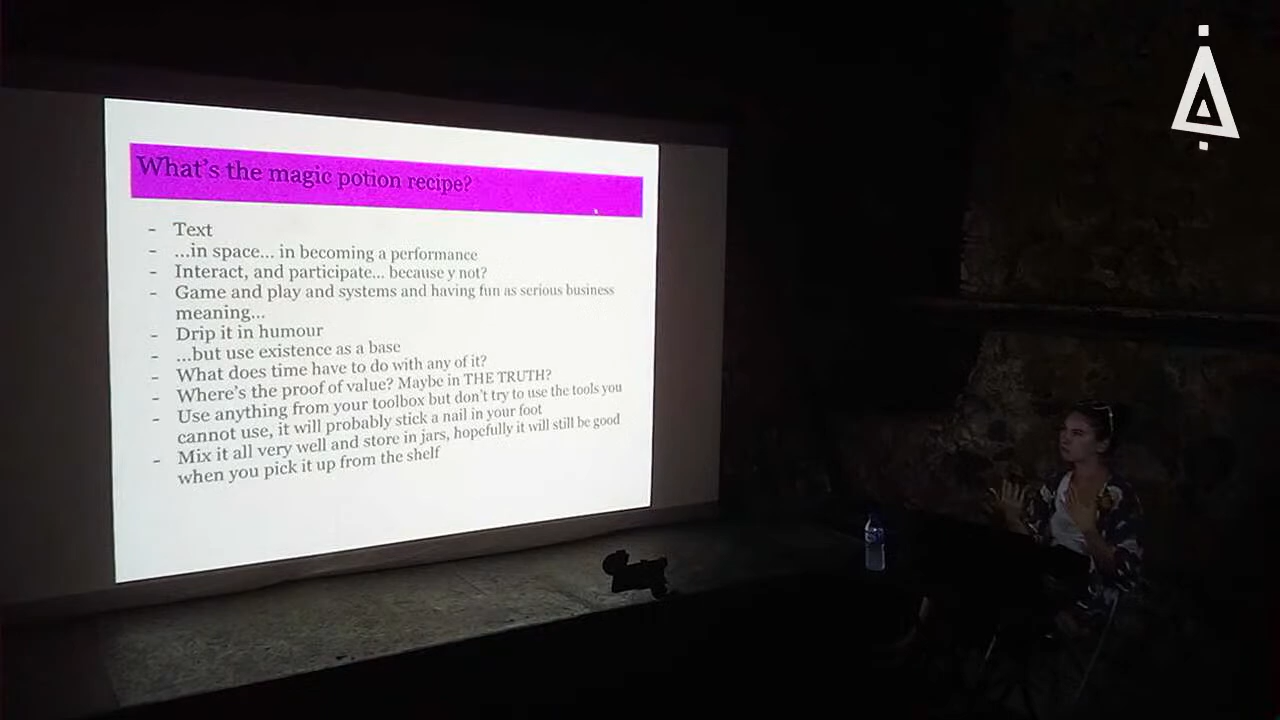 What's the magic potion recipe?
- Text
- ...in space... in becoming a performance
- Interact, and participate... because y not?
- Game and play and systems and having fun as serious business
meaning...
- Drip it in humour
- ...but use existence as a base
- What does time have to do with any of it?
- Where's the proof of value? Maybe in THE TRUTH?
- Use anything from your toolbox but don't try to use the tools you
cannot use, it will probably stick a nail in your foot
- Mix it all very well and store in jars, hopefully it will still be good
when you pick it up from the shelf